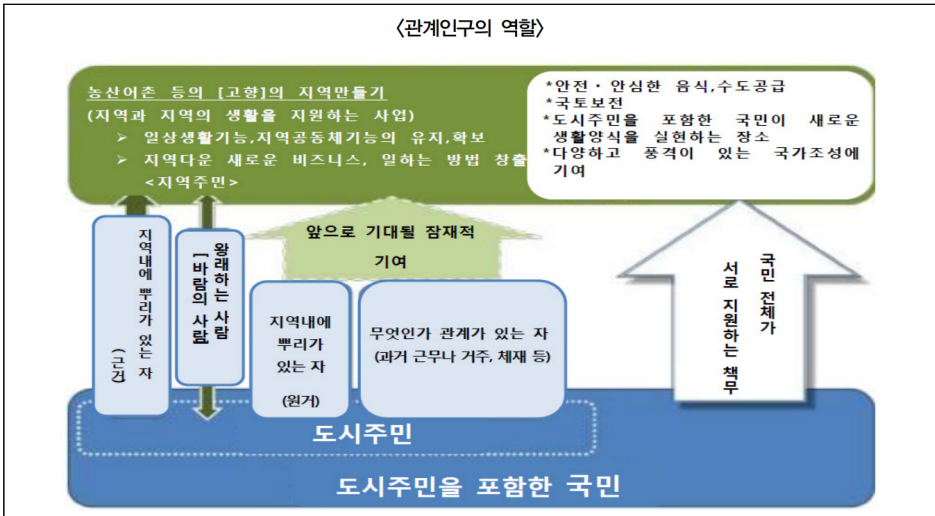 〈관계인구의 역할〉
농산어촌 등의 [고향]의 지역만들기
(지역과 지역의 생활을 지원하는 사업)
➤ 일상생활기능,지역공동체기능의 유지,확보
➤ 지역다운 새로운 비즈니스, 일하는 방법 창출
<지역주민>
*안전·안심한 음식,수도공급
*국토보전
*도시주민을 포함한 국민이 새로운
생활양식을 실현하는 장소
*다양하고 풍격이 있는 국가조성에
기여
지역내에 뿌리가 있는 자
(근거)
왕래하는 사람
[바람의 사람]
앞으로 기대될 잠재적
기여
지역내에
뿌리가
있는 자
(원거)
무엇인가 관계가 있는 자
(과거 근무나 거주, 체재 등)
국민 전체가
서로 지원하는 책무
도시주민
도시주민을 포함한 국민